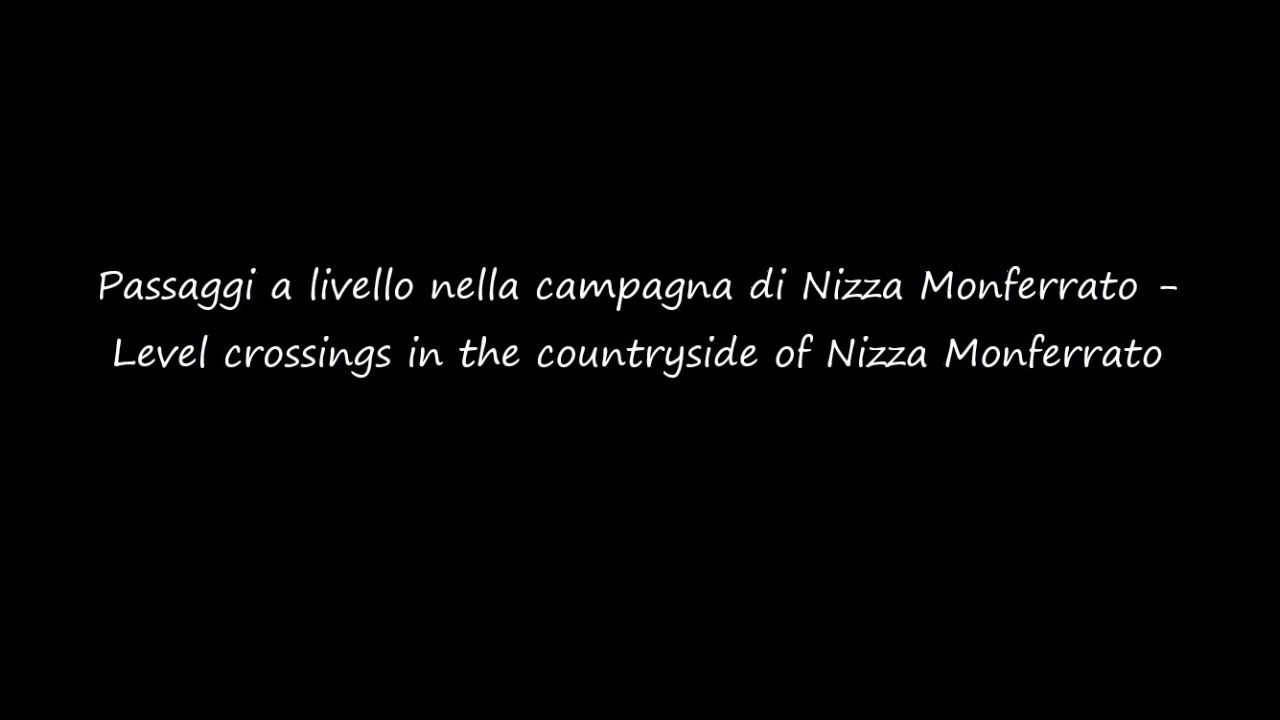 Passaggi a livello nella campagna di Nizza Monferrato -
Level crossings in the countryside of Nizza Monferrato